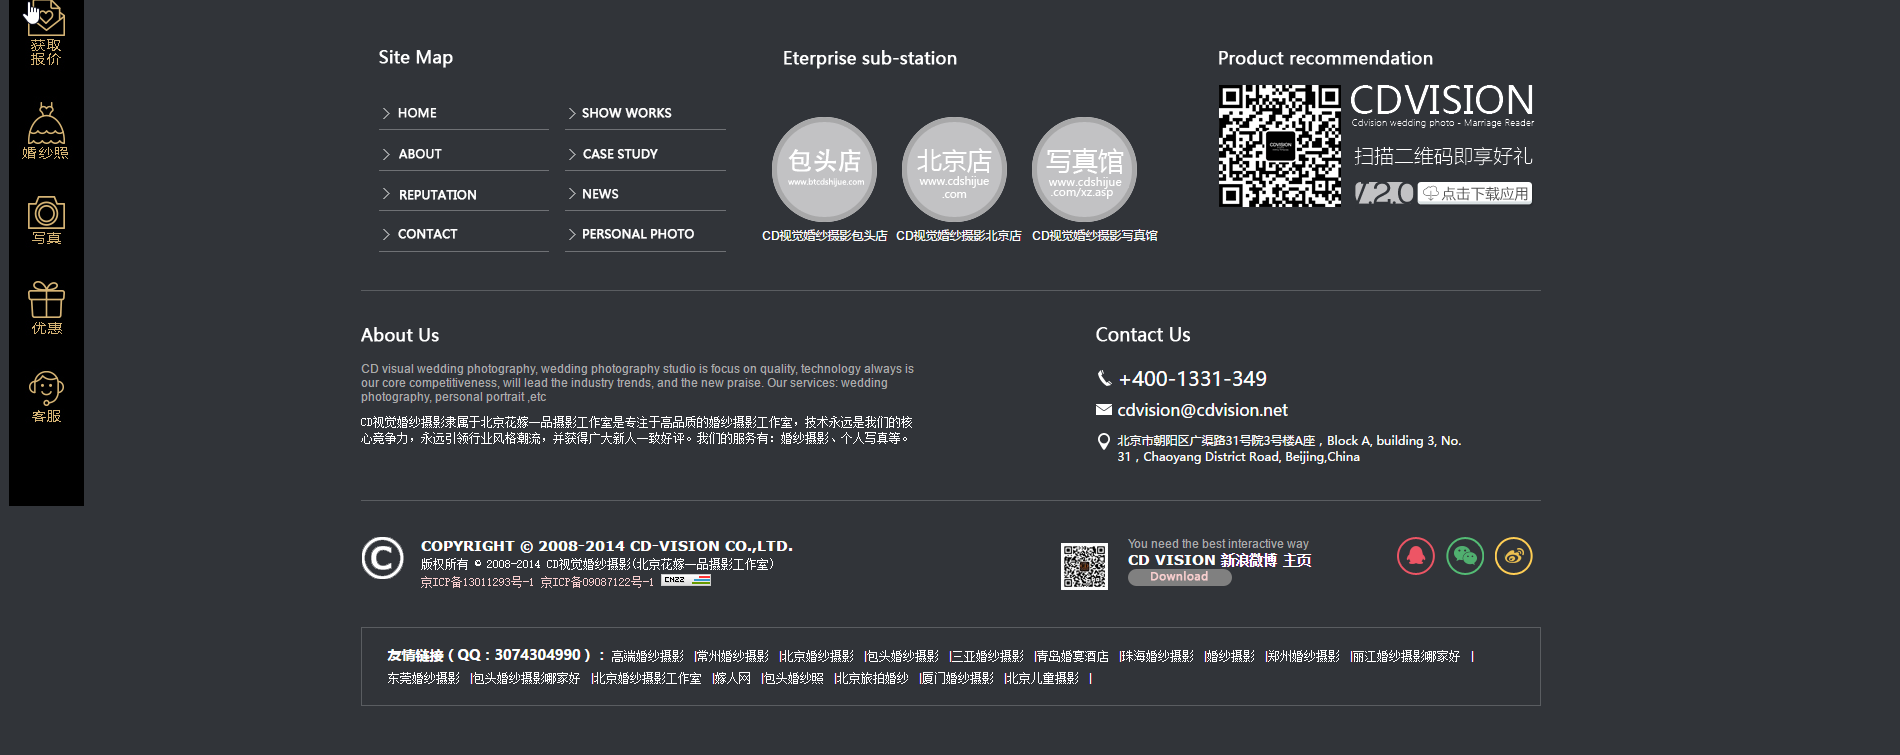 获取
报价
婚纱照
写真
优惠
客服
Site Map
HOME
SHOW WORKS
ABOUT
CASE STUDY
REPUTATION
NEWS
CONTACT
PERSONAL PHOTO
Eterprise sub-station
包头店
www.btcdshijue.com
北京店
www.cdshijue
.com
写真馆
www.cdshijue
.com/xz.asp
CD视觉婚纱摄影包头店
CD视觉婚纱摄影北京店
CD视觉婚纱摄影写真馆
Product recommendation
CDVISION
CDVISION
Cdvision wedding photo - Marriage Reader
扫描二维码即享好礼
1.2.0
点击下载应用
About Us
CD visual wedding photography, wedding photography studio is focus on quality, technology always is
our core competitiveness, will lead the industry trends, and the new praise. Our services: wedding
photography, personal portrait ,etc
CD视觉婚纱摄影隶属于北京花嫁一品摄影工作室是专注于高品质的婚纱摄影工作室，技术永远是我们的核
心竞争力，永远引领行业风格潮流，并获得广大新人一致好评。我们的服务有：婚纱摄影、个人写真等。
Contact Us
+400-1331-349
cdvision@cdvision.net
北京市朝阳区广渠路31号院3号楼A座，Block A, building 3, No.
31，Chaoyang District Road, Beijing,China
COPYRIGHT © 2008-2014 CD-VISION CO.,LTD.
版权所有 © 2008-2014 CD视觉婚纱摄影(北京花嫁一品摄影工作室)
京ICP备13011293号-1 京ICP备09087122号-1 CNZZ
You need the best interactive way
CD VISION 新浪微博 主页
Download
友情链接（QQ：3074304990）： 高端婚纱摄影 |常州婚纱摄影 |北京婚纱摄影 |包头婚纱摄影 |三亚婚纱摄影 |青岛婚宴酒店 |珠海婚纱摄影 |婚纱摄影 |郑州婚纱摄影 |丽江婚纱摄影哪家好 |
东莞婚纱摄影 |包头婚纱摄影哪家好 |北京婚纱摄影工作室 |嫁人网 |包头婚纱照 |北京旅拍婚纱 |厦门婚纱摄影 |北京儿童摄影 |